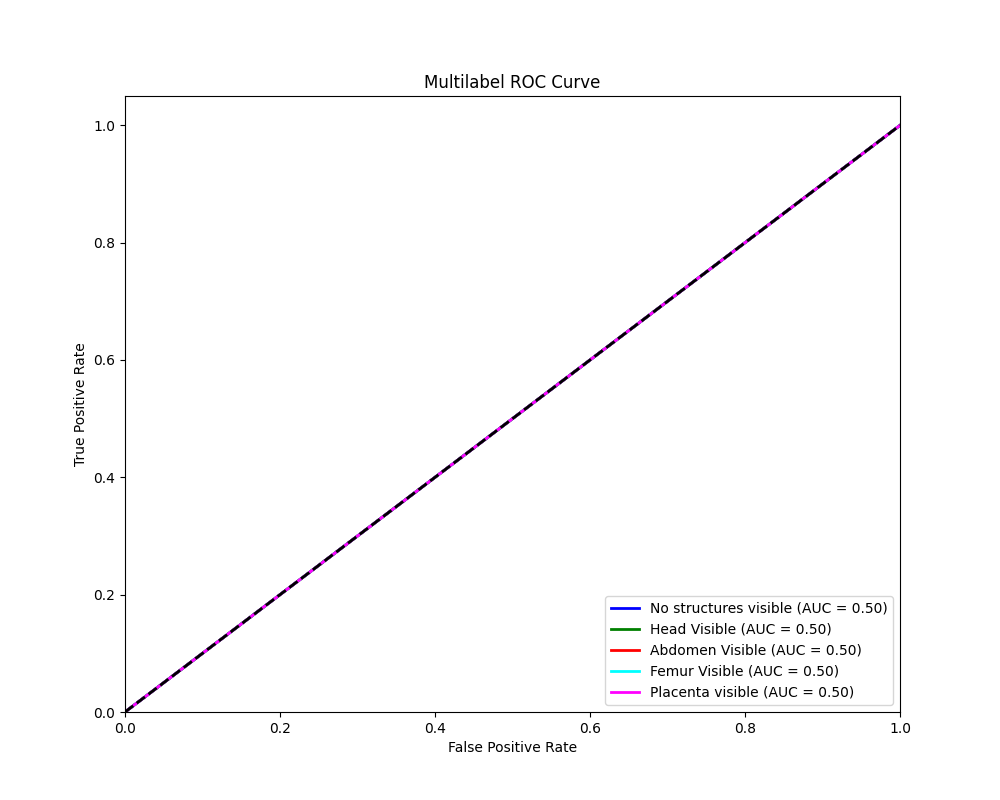 Multilabel ROC Curve
True Positive Rate
1.0
0.8
0.6
0.4
0.2
0.0
0.0 0.2 0.4 0.6 0.8 1.0
False Positive Rate
No structures visible (AUC = 0.50)
Head Visible (AUC = 0.50)
Abdomen Visible (AUC = 0.50)
Femur Visible (AUC = 0.50)
Placenta visible (AUC = 0.50)